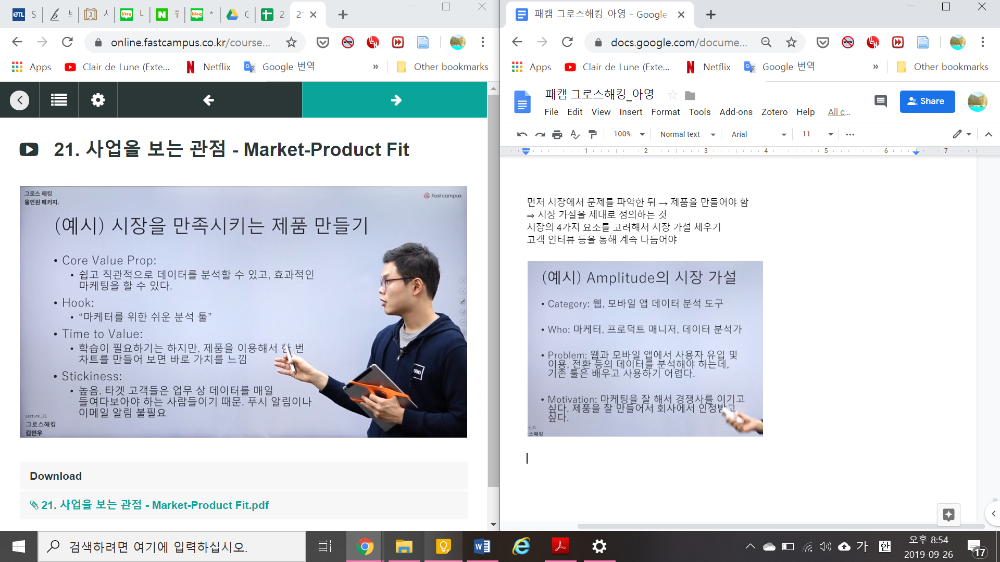 S
ㅅ
L
*
2
21
online.fastcampus.co.kr/course...
Apps
Clair de Lune (Exte...
Netflix
Google 번역
»
Other bookmarks
21. 사업을 보는 관점 - Market-Product Fit
그로스 해킹
올인원 패키지.
Fast campus
(예시) 시장을 만족시키는 제품 만들기
• Core Value Prop:
• 쉽고 직관적으로 데이터를 분석할 수 있고, 효과적인
마케팅을 할 수 있다.
• Hook:
• “마케터를 위한 쉬운 분석 툴”
• Time to Value:
• 학습이 필요하기는 하지만, 제품을 이용해서 한 번
차트를 만들어 보면 바로 가치를 느낌
• Stickiness:
• 높음. 타겟 고객들은 업무 상 데이터를 매일
들여다보아야 하는 사람들이기 때문. 푸시 알림이나
이메일 알림 불필요
Lecture_21
그로스해킹
김민우
Download
21. 사업을 보는 관점 - Market-Product Fit.pdf
패캠 그로스해킹_아영 - Google
docs.google.com/docume...
Apps
Clair de Lune (Exte...
Netflix
Google 번역
»
Other bookmarks
패캠 그로스해킹_아영
Share
File Edit View Insert Format Tools Add-ons Zotero Help All c...
100% Normal text Arial 11
1 2 3 4 5 6 7
먼저 시장에서 문제를 파악한 뒤 → 제품을 만들어야 함
⇒ 시장 가설을 제대로 정의하는 것
시장의 4가지 요소를 고려해서 시장 가설 세우기
고객 인터뷰 등을 통해 계속 다듬어야
(예시) Amplitude의 시장 가설
• Category: 웹, 모바일 앱 데이터 분석 도구
• Who: 마케터, 프로덕트 매니저, 데이터 분석가
• Problem: 웹과 모바일 앱에서 사용자 유입 및
이용, 전환 등의 데이터를 분석해야 하는데,
기존 툴은 배우고 사용하기 어렵다.
• Motivation: 마케팅을 잘 해서 경쟁사를 이기고
싶다. 제품을 잘 만들어서 회사에서 인정받고
싶다.
re_21
스해킹
검색하려면 여기에 입력하십시오.
가
한
오후 8:54
2019-09-26
17